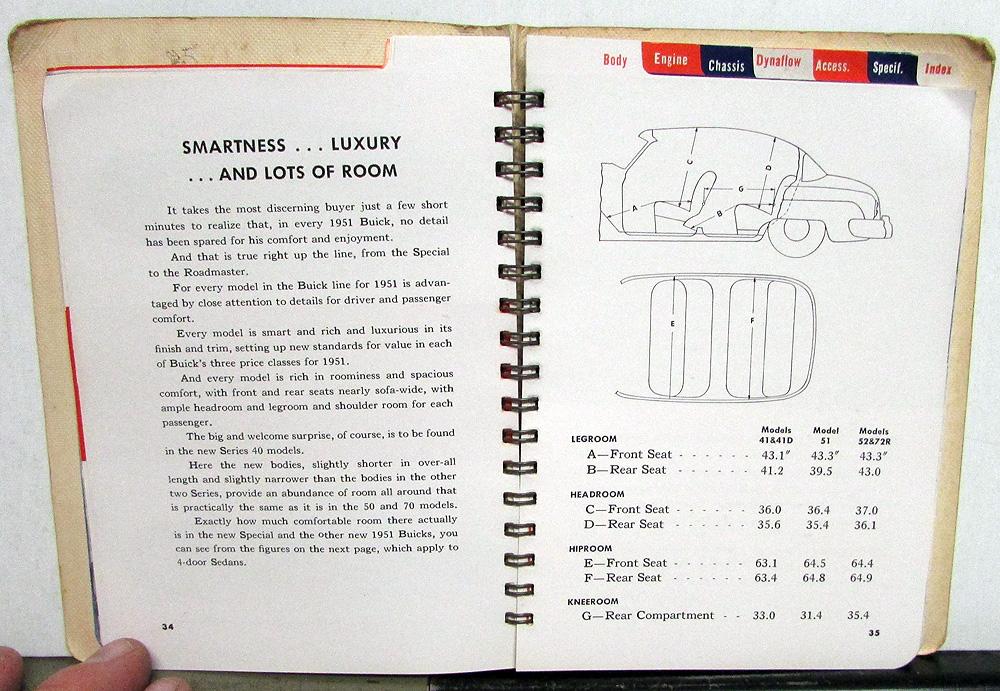 SMARTNESS . . . LUXURY
. . . AND LOTS OF ROOM
It takes the most discerning buyer just a few short
minutes to realize that, in every 1951 Buick, no detail
has been spared for his comfort and enjoyment.
And that is true right up the line, from the Special
to the Roadmaster.
For every model in the Buick line for 1951 is advan-
taged by close attention to details for driver and passenger
comfort.
Every model is smart and rich and luxurious in its
finish and trim, setting up new standards for value in each
of Buick's three price classes for 1951.
And every model is rich in roominess and spacious
comfort, with front and rear seats nearly sofa-wide, with
ample headroom and legroom and shoulder room for each
passenger.
The big and welcome surprise, of course, is to be found
in the new Series 40 models.
Here the new bodies, slightly shorter in over-all
length and slightly narrower than the bodies in the other
two Series, provide an abundance of room all around that
is practically the same as it is in the 50 and 70 models.
Exactly how much comfortable room there actually
is in the new Special and the other new 1951 Buicks, you
can see from the figures on the next page, which apply to
4-door Sedans.
34
Body Engine Chassis Dynaflow Access. Specif. Index
C D
G
A B
E F
Models Model Models
LEGROOM 41&41D 51 52&72R
A—Front Seat - - - - - - 43.1" 43.3" 43.3"
B—Rear Seat - - - - - - 41.2 39.5 43.0
HEADROOM
C—Front Seat - - - - - - 36.0 36.4 37.0
D—Rear Seat - - - - - - 35.6 35.4 36.1
HIPROOM
E—Front Seat - - - - - - 63.1 64.5 64.4
F—Rear Seat - - - - - - 63.4 64.8 64.9
KNEEROOM
G—Rear Compartment - - 33.0 31.4 35.4
35